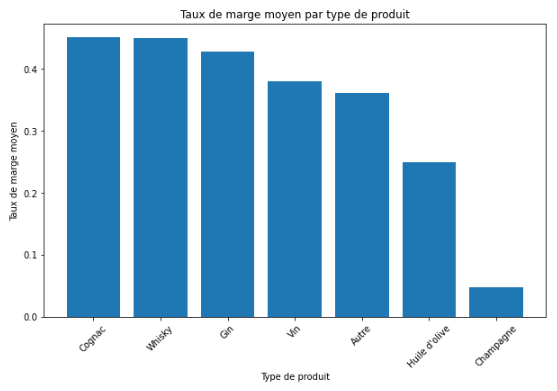 Taux de marge moyen par type de produit
Taux de marge moyen
0.4
0.3
0.2
0.1
0.0
Cognac
Whisky
Gin
Vin
Autre
Huile d'olive
Champagne
Type de produit